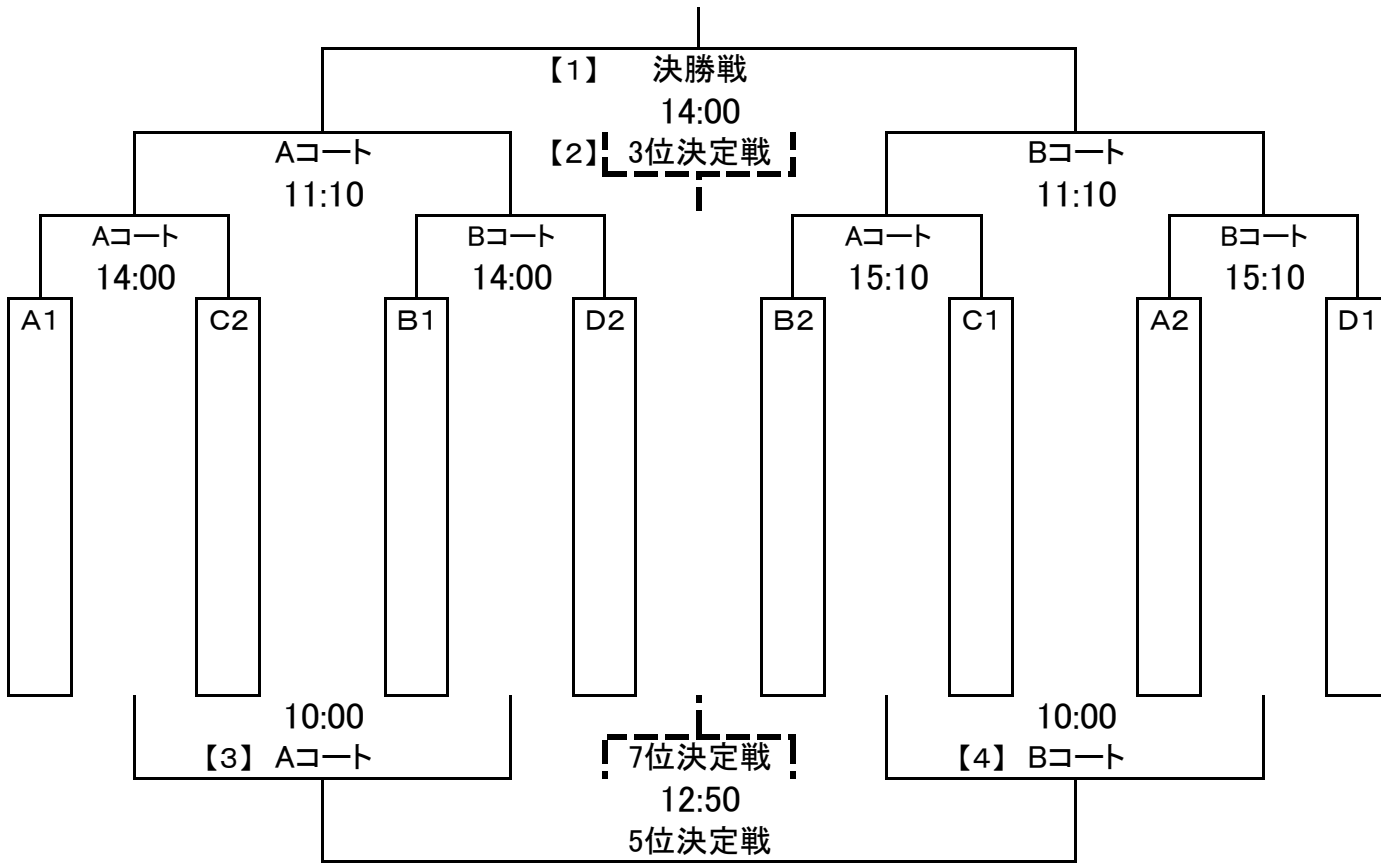 【1】 決勝戦
14:00
Aコート 【2】 3位決定戦 Bコート
11:10 11:10
Aコート Bコート Aコート Bコート
14:00 14:00 15:10 15:10
A1 C2 B1 D2 B2 C1 A2 D1
10:00 10:00
【3】 Aコート 7位決定戦 【4】 Bコート
12:50
5位決定戦